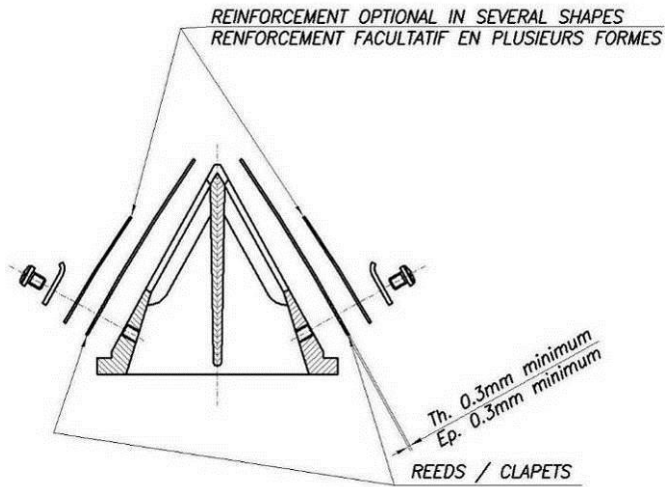 REINFORCEMENT OPTIONAL IN SEVERAL SHAPES
RENFORCEMENT FACULTATIF EN PLUSIEURS FORMES
Th. 0.3mm minimum
Ep. 0.3mm minimum
REEDS / CLAPETS